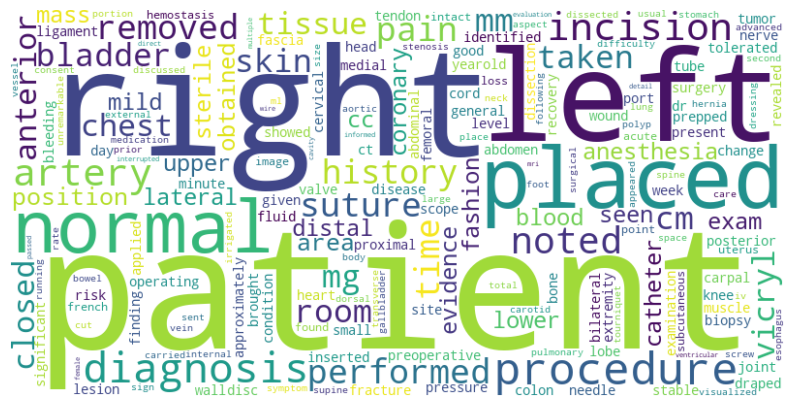 mass portion hemostasis tissue pain mm tendon intact aspect dissected usual stomach incision advanced
ligament removed fascia head good identified tumor
bladder skin medial yearold nerve
right left
anterior consent discussed sterile obtained stenosis size cervical loss dissection difficulty taken tolerated second
mild coronary cord tube surgery detail
unremarkable external direct multiple aortic neck evaluation following port dr hernia revealed
chest cc general lung polyp prepped dressing
bleeding medication showed abdominal femoral level recovery wound acute present
vessel day prior wire ml informed place
interrupted upper image ct cavity abdomen mri appeared spine anesthesia change
artery history foot surgical week care
position lateral minute given valve disease scope fashion blood point space posterior
normal suture placed
fluid large proximal seen cm exam uterus
distal noted
rate applied irrigated area body time evidence catheter carpal vicryl
closed running passed bowel risk operating brought heart transverse dorsal mg bilateral extremity site bone knee iv
patient
significant finding french approximately condition gallbladder room found small total lower carotid tourniquet examination muscle subcutaneous
cut sent vein inserted preoperative pulmonary lobe biopsy esophagus
diagnosis performed procedure
female carried internal ventricular screw joint
lesion sign symptom walldisc supine fracture pressure colon needle stable visualized draped